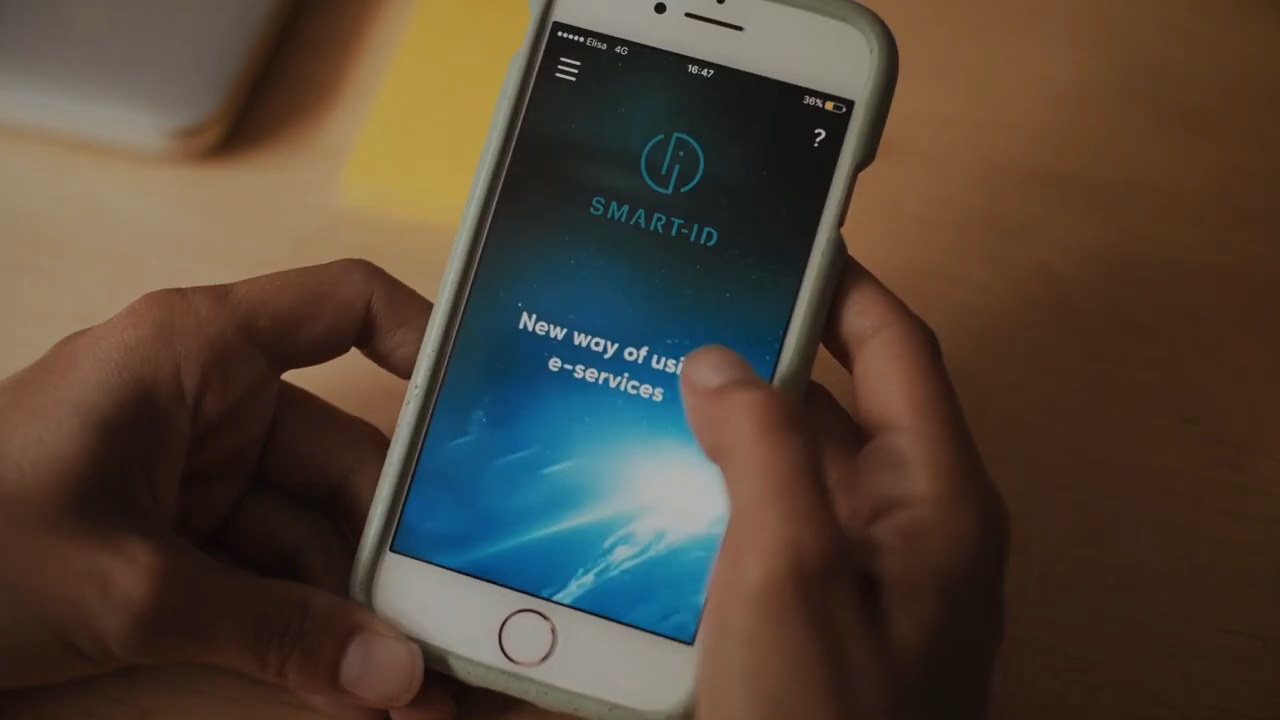 Elisa 4G
16:47
36%
?
SMART-ID
New way of usi
e-services